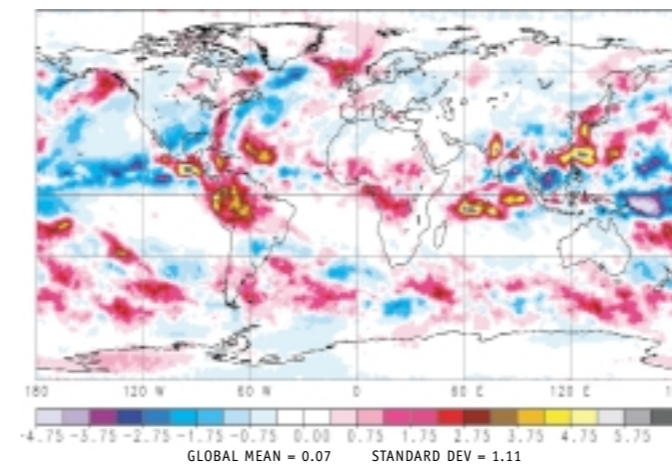 180 120 W 60 W 0 60 E 120 E
-4.75 -3.75 -2.75 -1.75 -0.75 0.00 0.75 1.75 2.75 3.75 4.75 5.75
GLOBAL MEAN = 0.07 STANDARD DEV = 1.11